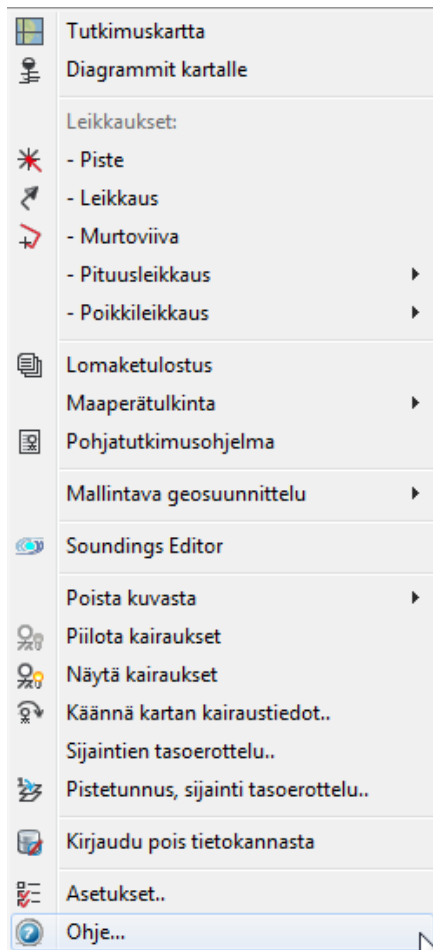 Tutkimuskartta
Diagrammit kartalle
Leikkaukset:
- Piste
- Leikkaus
- Murtoviiva
- Pituusleikkaus
- Poikkileikkaus
Lomaketulostus
Maaperätulkinta
Pohjatutkimusohjelma
Mallintava geosuunnittelu
Soundings Editor
Poista kuvasta
Piilota kairaukset
Näytä kairaukset
Käännä kartan kairaustiedot..
Sijaintien tasoerottelu..
Pistetunnus, sijainti tasoerottelu..
Kirjaudu pois tietokannasta
Asetukset..
Ohje...